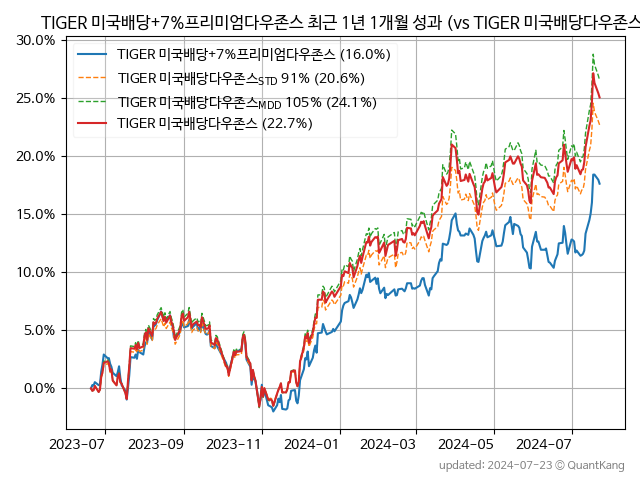 TIGER 미국배당+7%프리미엄다우존스 최근 1년 1개월 성과 (vs TIGER 미국배당다우존스
30.0%
25.0%
20.0%
15.0%
10.0%
5.0%
0.0%
TIGER 미국배당+7%프리미엄다우존스 (16.0%)
TIGER 미국배당다우존스STD 91% (20.6%)
TIGER 미국배당다우존스MDD 105% (24.1%)
TIGER 미국배당다우존스 (22.7%)
2023-07 2023-09 2023-11 2024-01 2024-03 2024-05 2024-07
updated: 2024-07-23 © QuantKang